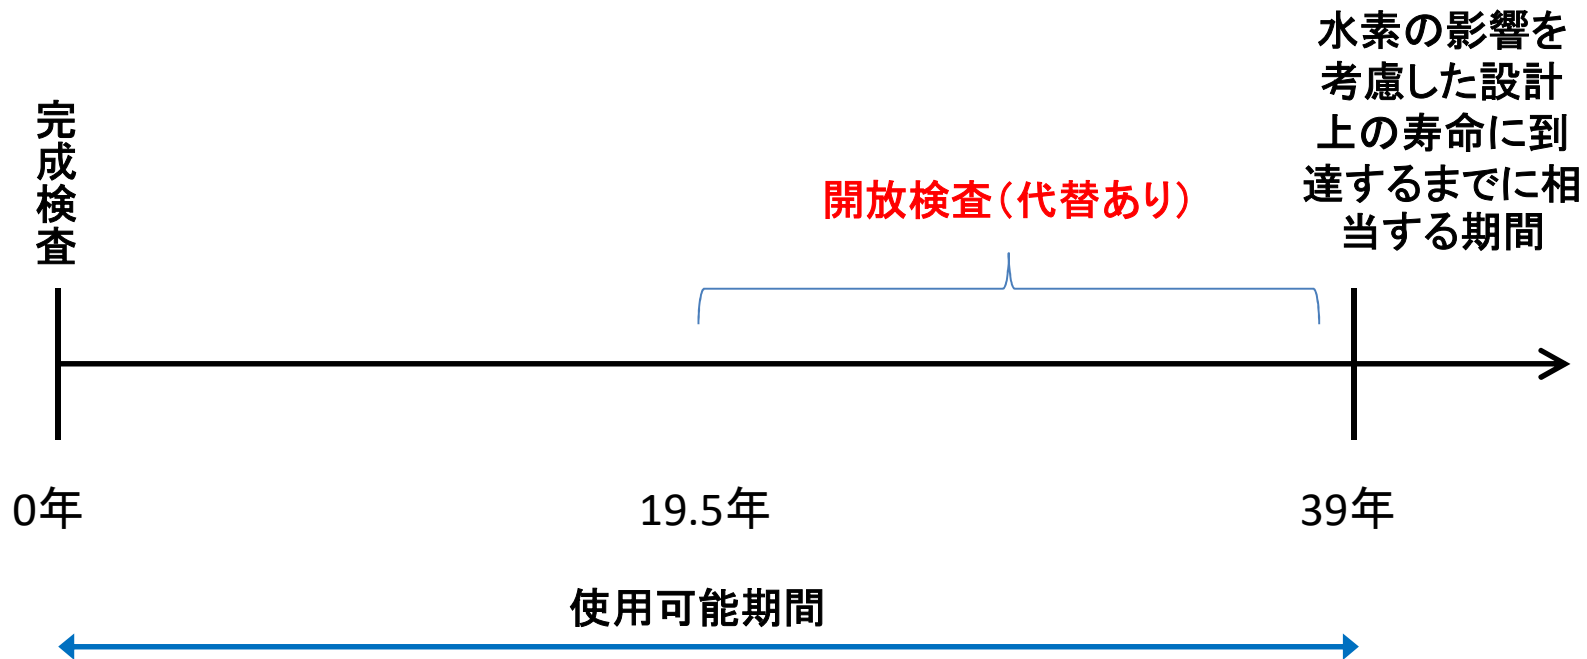 完成検査
開放検査（代替あり）
水素の影響を
考慮した設計
上の寿命に到
達するまでに相
当する期間
0年
19.5年
39年
使用可能期間